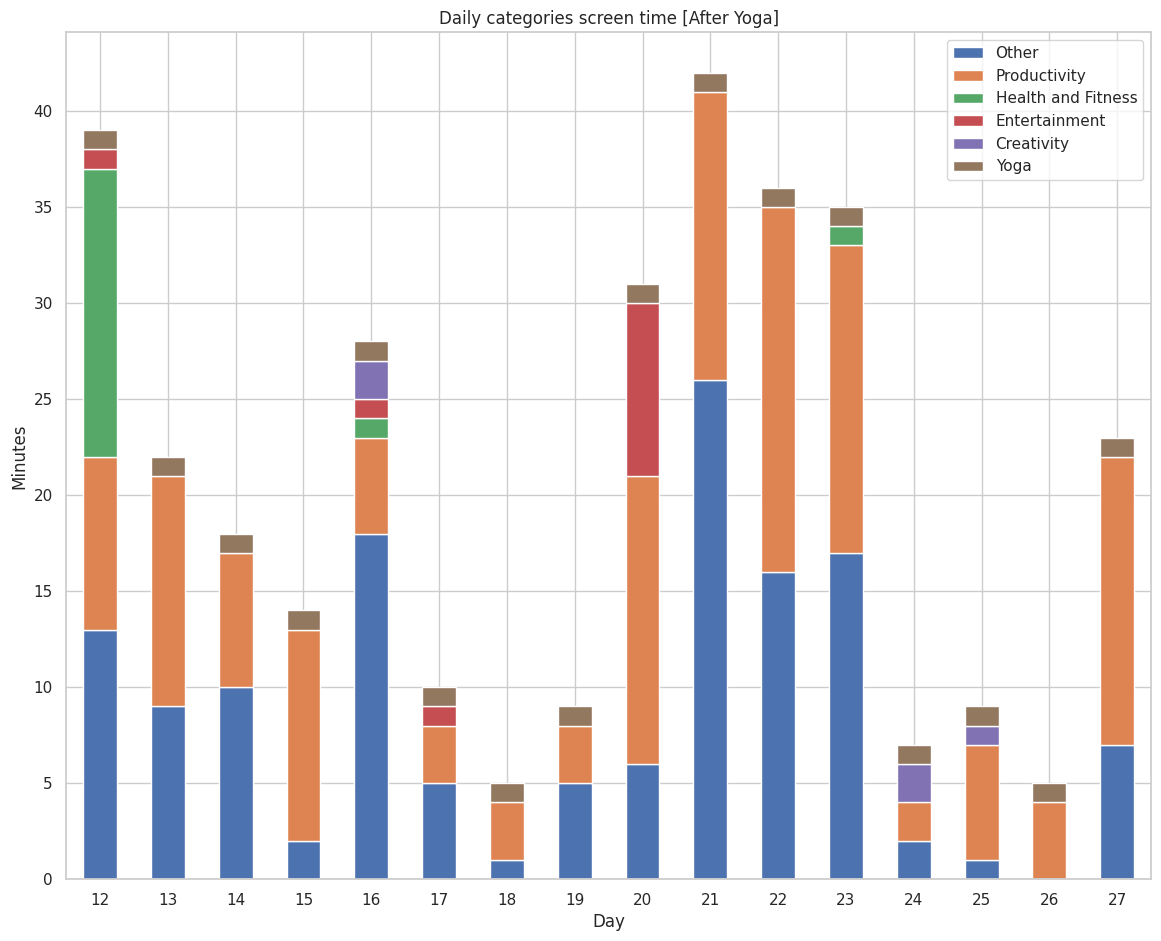 Daily categories screen time [After Yoga]
Other
Productivity
Health and Fitness
Entertainment
Creativity
Yoga
40
35
30
25
20
15
10
5
0
Minutes
12 13 14 15 16 17 18 19 20 21 22 23 24 25 26 27
Day